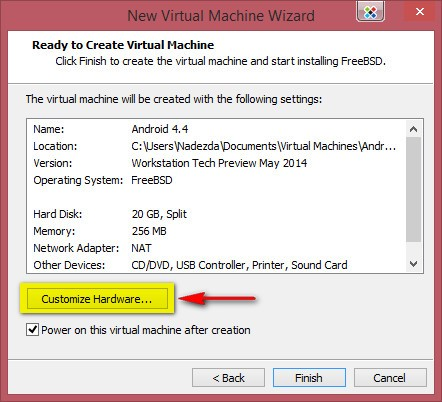 New Virtual Machine Wizard
Ready to Create Virtual Machine
Click Finish to create the virtual machine and start installing FreeBSD.
The virtual machine will be created with the following settings:
Name: Android 4.4
Location: C:\Users\Nadezda\Documents\Virtual Machines\Andr...
Version: Workstation Tech Preview May 2014
Operating System: FreeBSD
Hard Disk: 20 GB, Split
Memory: 256 MB
Network Adapter: NAT
Other Devices: CD/DVD, USB Controller, Printer, Sound Card
Customize Hardware...
Power on this virtual machine after creation
< Back Finish Cancel